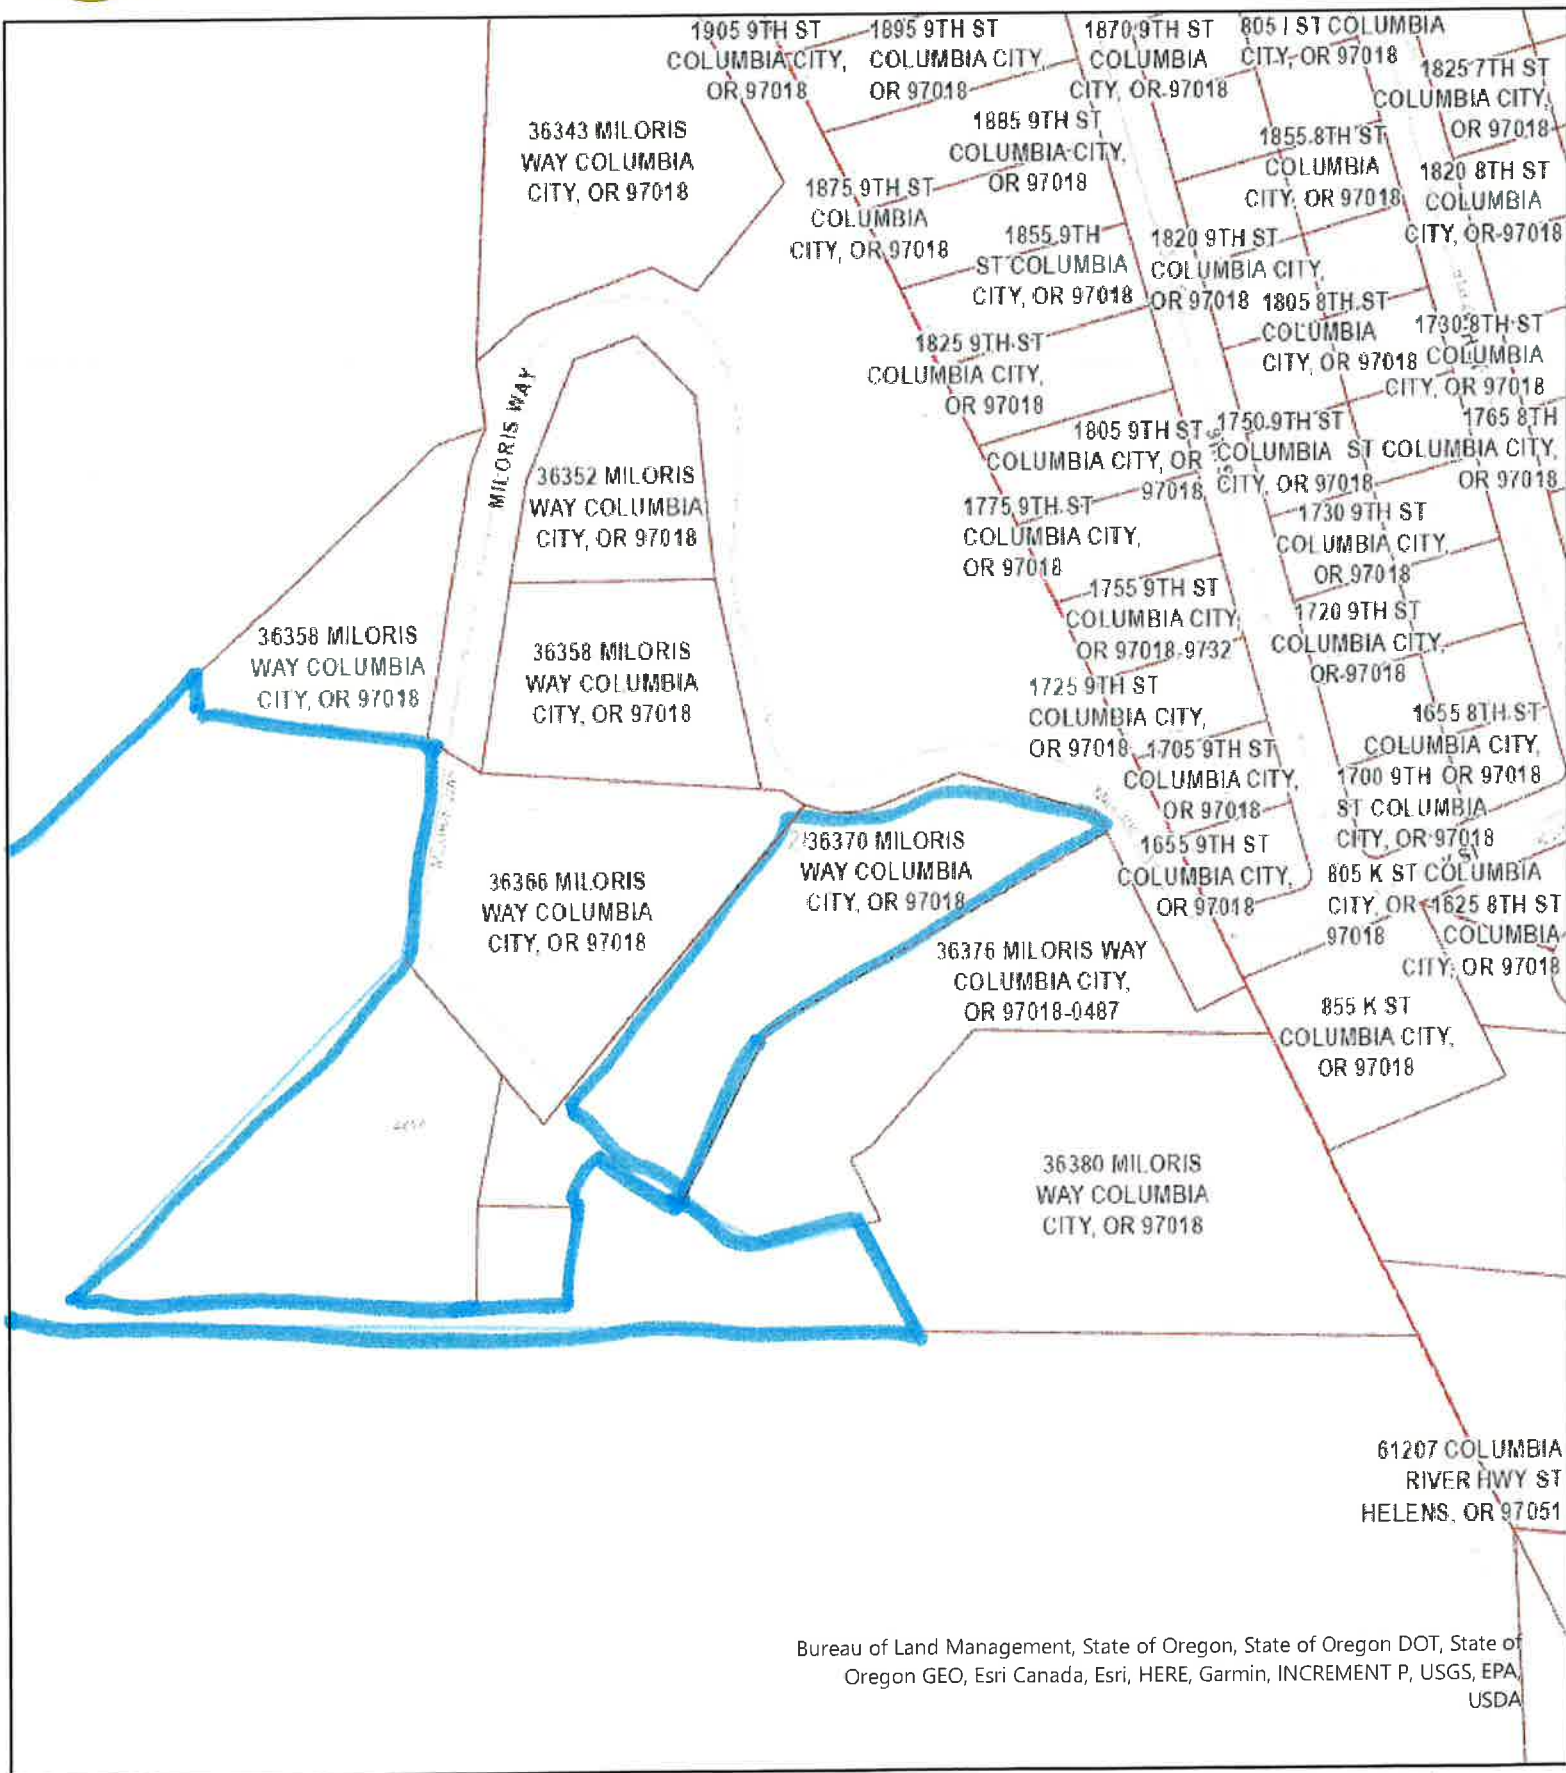 1905 9TH ST
COLUMBIA CITY,
OR 97018
1895 9TH ST
COLUMBIA CITY,
OR 97018
1870 9TH ST
COLUMBIA
CITY, OR 97018
805 I ST COLUMBIA
CITY, OR 97018
1825 7TH ST
COLUMBIA CITY,
OR 97018
36343 MILORIS
WAY COLUMBIA
CITY, OR 97018
1885 9TH ST
COLUMBIA CITY,
OR 97018
1855 8TH ST
COLUMBIA
CITY, OR 97018
1820 8TH ST
COLUMBIA
CITY, OR 97018
1875 9TH ST
COLUMBIA
CITY, OR 97018
1855 9TH
ST COLUMBIA
CITY, OR 97018
1820 9TH ST
COLUMBIA CITY,
OR 97018
1805 8TH ST
COLUMBIA
CITY, OR 97018
1730 8TH ST
COLUMBIA
CITY, OR 97018
1825 9TH ST
COLUMBIA CITY,
OR 97018
MILORIS WAY
1805 9TH ST
COLUMBIA CITY, OR
97018
1750 9TH ST
COLUMBIA
CITY, OR 97018
1765 8TH
ST COLUMBIA CITY,
OR 97018
36352 MILORIS
WAY COLUMBIA
CITY, OR 97018
1775 9TH ST
COLUMBIA CITY,
OR 97018
1730 9TH ST
COLUMBIA CITY,
OR 97018
1755 9TH ST
COLUMBIA CITY,
OR 97018-9732
1720 9TH ST
COLUMBIA CITY,
OR 97018
36358 MILORIS
WAY COLUMBIA
CITY, OR 97018
36358 MILORIS
WAY COLUMBIA
CITY, OR 97018
1725 9TH ST
COLUMBIA CITY,
OR 97018
1655 8TH ST
COLUMBIA CITY,
OR 97018
1705 9TH ST
COLUMBIA CITY,
OR 97018
1700 9TH
ST COLUMBIA
CITY, OR 97018
36370 MILORIS
WAY COLUMBIA
CITY, OR 97018
1655 9TH ST
COLUMBIA CITY,
OR 97018
805 K ST COLUMBIA
CITY, OR
97018
1625 8TH ST
COLUMBIA
CITY, OR 97018
36366 MILORIS
WAY COLUMBIA
CITY, OR 97018
36376 MILORIS WAY
COLUMBIA CITY,
OR 97018-0487
855 K ST
COLUMBIA CITY,
OR 97018
36380 MILORIS
WAY COLUMBIA
CITY, OR 97018
61207 COLUMBIA
RIVER HWY ST
HELENS, OR 97051
Bureau of Land Management, State of Oregon, State of Oregon DOT, State of
Oregon GEO, Esri Canada, Esri, HERE, Garmin, INCREMENT P, USGS, EPA,
USDA